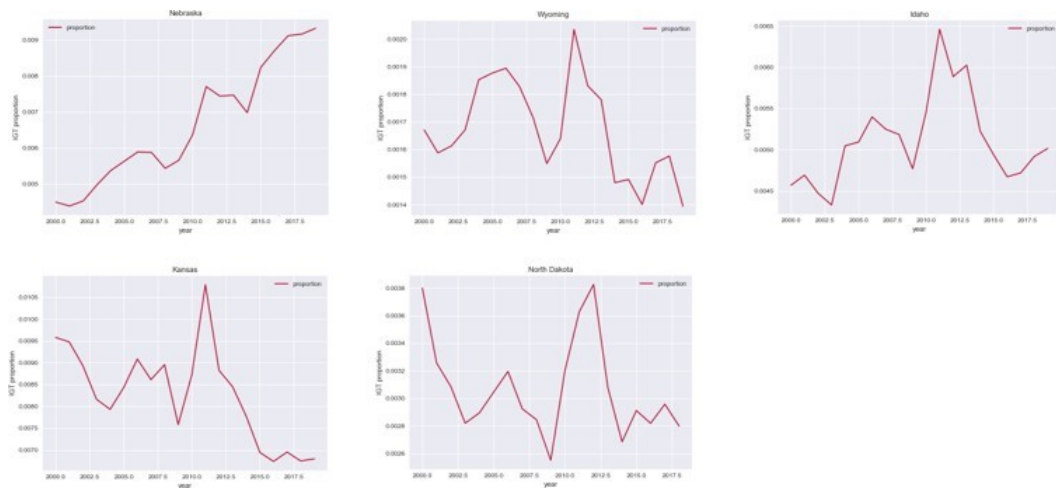 Nebraska
proportion
IGT proportion
0.009
0.008
0.007
0.006
0.005
2000.0 2002.5 2005.0 2007.5 2010.0 2012.5 2015.0 2017.5
year
Wyoming
proportion
IGT proportion
0.0020
0.0019
0.0018
0.0017
0.0016
0.0015
0.0014
2000.0 2002.5 2005.0 2007.5 2010.0 2012.5 2015.0 2017.5
year
Idaho
proportion
IGT proportion
0.0065
0.0060
0.0055
0.0050
0.0045
2000.0 2002.5 2005.0 2007.5 2010.0 2012.5 2015.0 2017.5
year
Kansas
proportion
IGT proportion
0.0105
0.0100
0.0095
0.0090
0.0085
0.0080
0.0075
0.0070
2000.0 2002.5 2005.0 2007.5 2010.0 2012.5 2015.0 2017.5
year
North Dakota
proportion
IGT proportion
0.0038
0.0036
0.0034
0.0032
0.0030
0.0028
0.0026
2000.0 2002.5 2005.0 2007.5 2010.0 2012.5 2015.0 2017.5
year